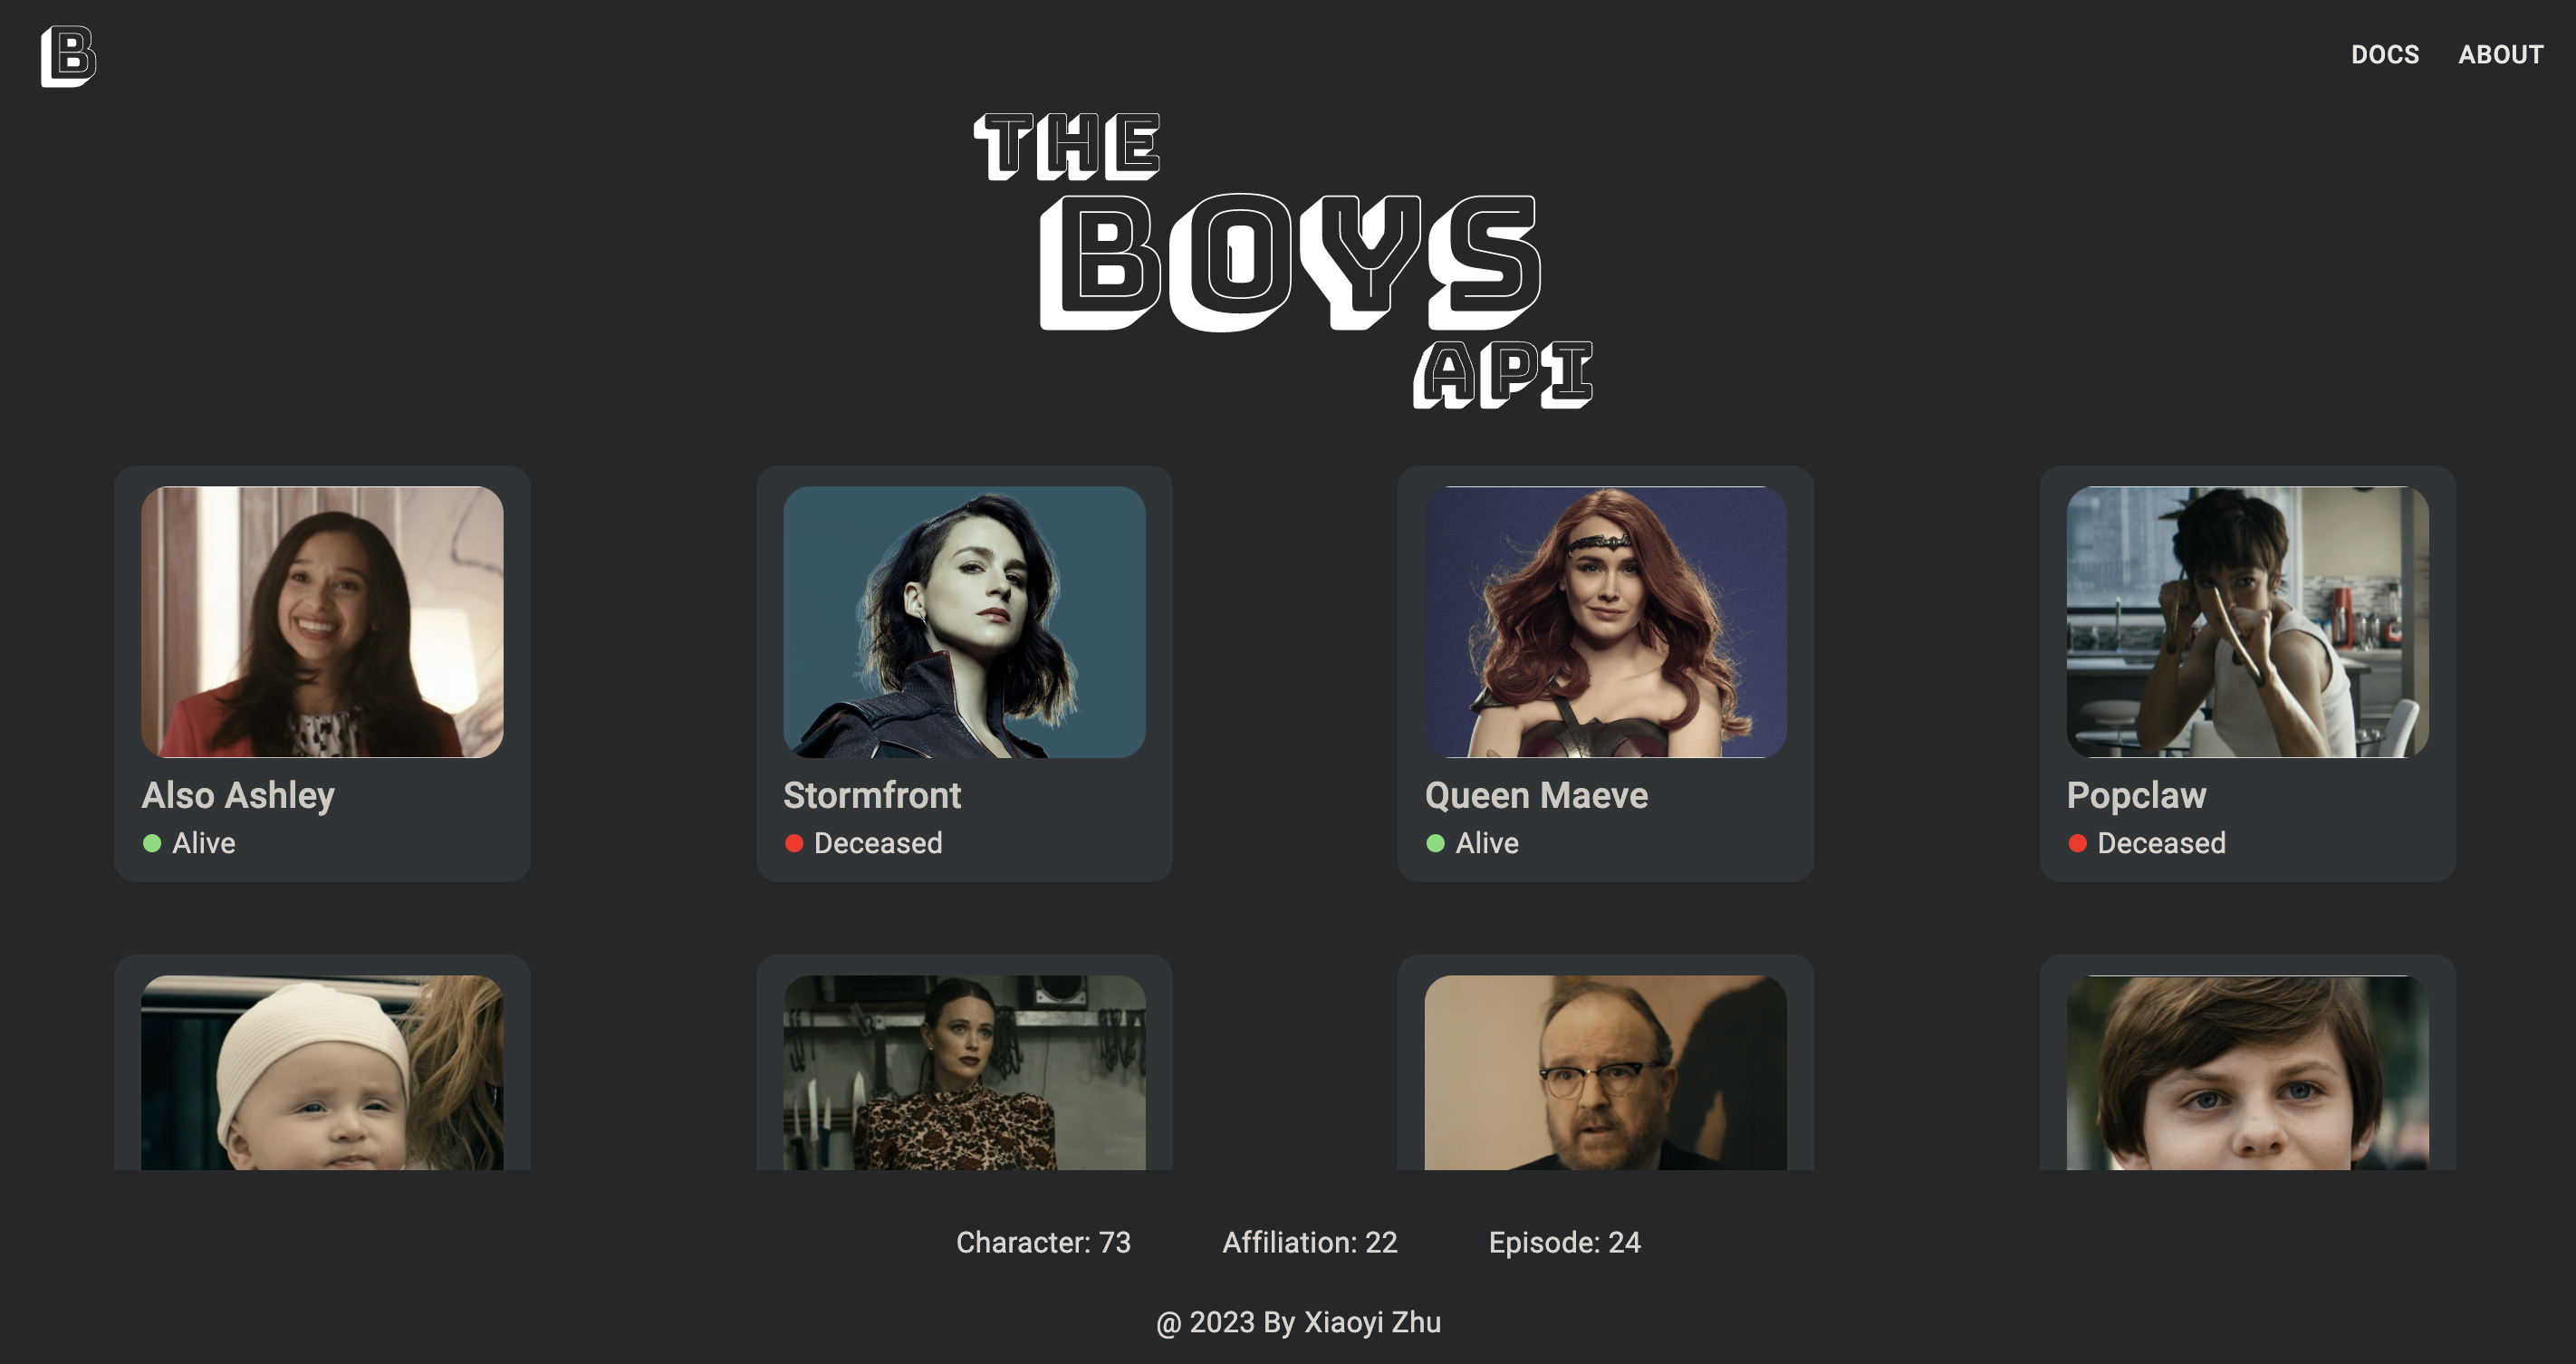 B
DOCS ABOUT
THE
BOYS
API
Also Ashley
Alive
Stormfront
Deceased
Queen Maeve
Alive
Popclaw
Deceased
Character: 73 Affiliation: 22 Episode: 24
@ 2023 By Xiaoyi Zhu